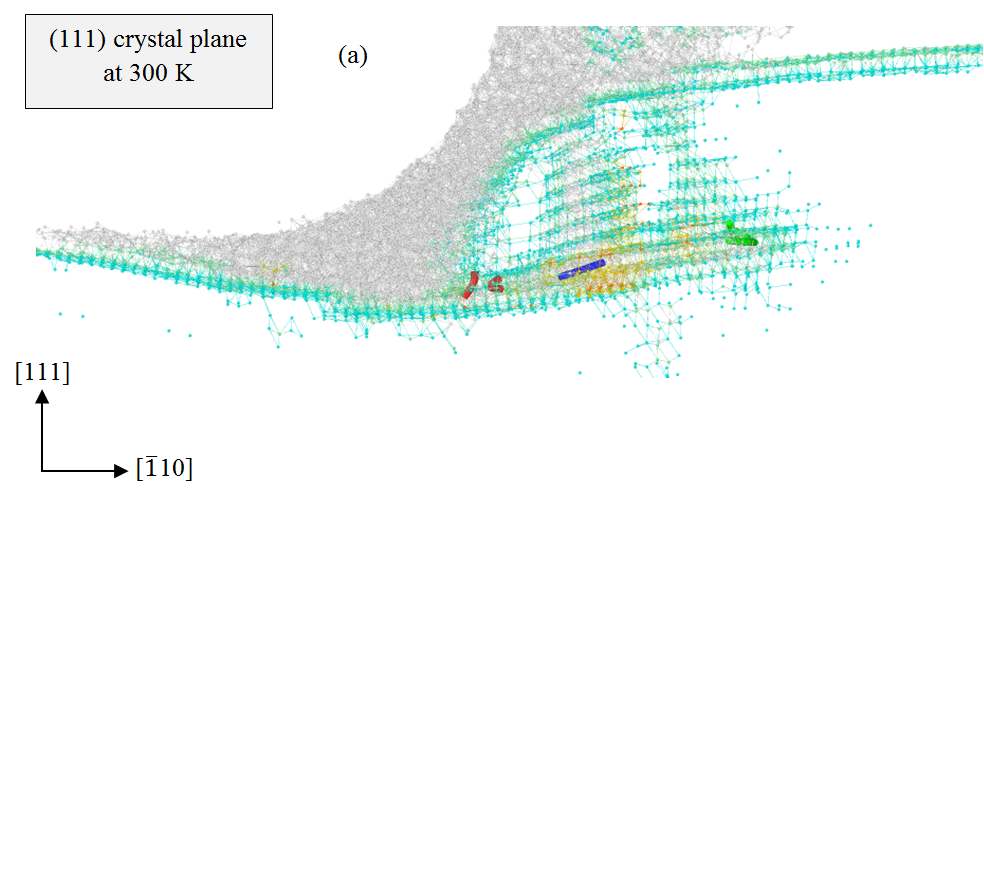 (111) crystal plane
at 300 K
(a)
[111]
[1̅10]